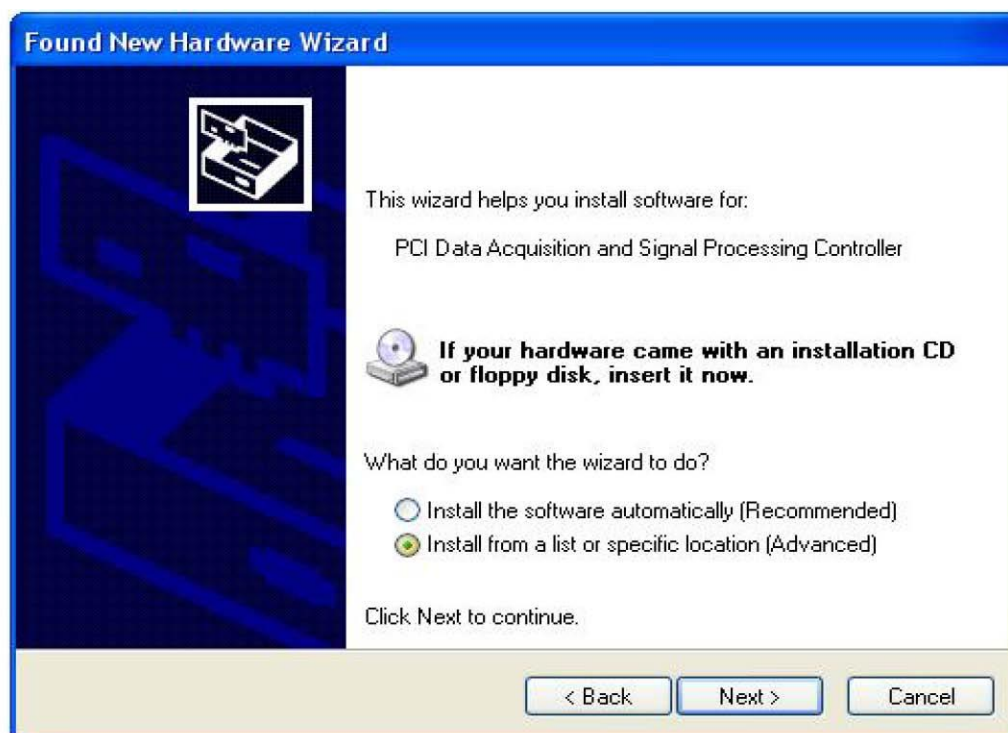 Found New Hardware Wizard
This wizard helps you install software for:
PCI Data Acquisition and Signal Processing Controller
If your hardware came with an installation CD
or floppy disk, insert it now.
What do you want the wizard to do?
Install the software automatically (Recommended)
Install from a list or specific location (Advanced)
Click Next to continue.
< Back
Next >
Cancel